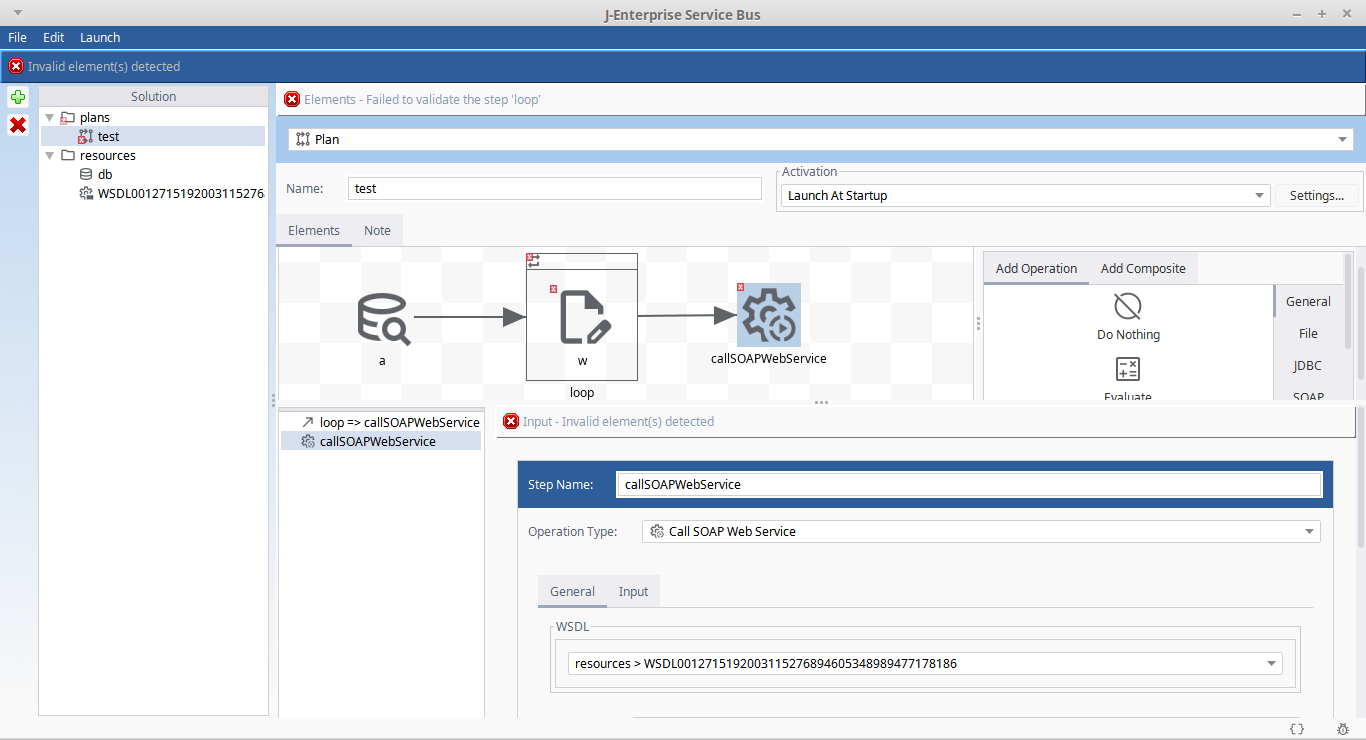 J-Enterprise Service Bus
File Edit Launch
Invalid element(s) detected
Solution
plans
test
resources
db
WSDL0012715192003115276
Elements - Failed to validate the step 'loop'
Plan
Name: test
Activation
Launch At Startup
Settings...
Elements Note
a
w
loop
callSOAPWebService
Add Operation Add Composite
Do Nothing
Evaluate
General
File
JDBC
SOAP
loop => callSOAPWebService
callSOAPWebService
Input - Invalid element(s) detected
Step Name: callSOAPWebService
Operation Type: Call SOAP Web Service
General Input
WSDL
resources > WSDL001271519200311527689460534898947717​8186